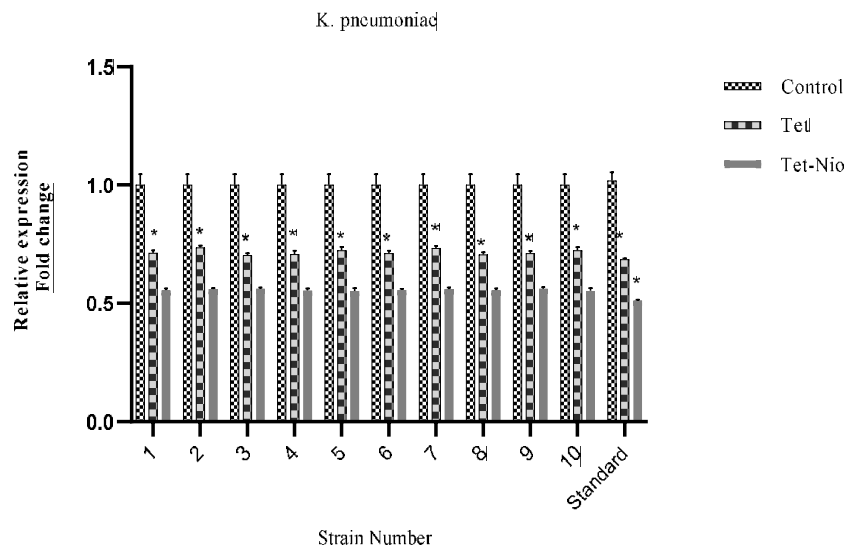 K. pneumoniae
Relative expression
Fold change
1.5
1.0
0.5
0.0
* * * * * * * * * * * *
1 2 3 4 5 6 7 8 9 10 Standard
Strain Number
Control
Tet
Tet-Nio